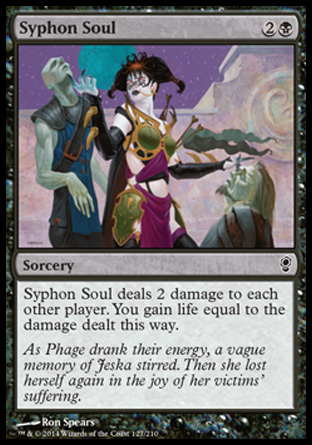 Syphon Soul 2
Sorcery
Syphon Soul deals 2 damage to each
other player. You gain life equal to the
damage dealt this way.
As Phage drank their energy, a vague
memory of Jeska stirred. Then she lost
herself again in the joy of her victims'
suffering.
Ron Spears
™ & © 2014 Wizards of the Coast 127/210